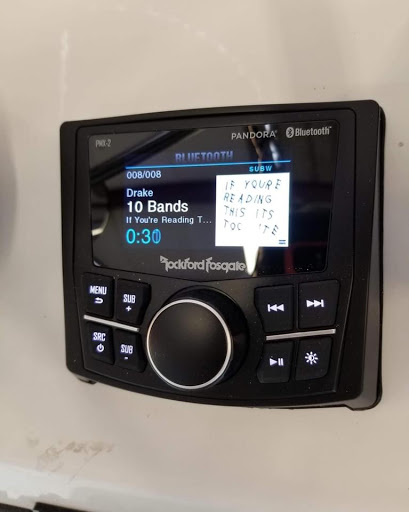 PMX-2
PANDORA Bluetooth
BLUETOOTH
008/008
SUBW
Drake
10 Bands
If You're Reading T...
0:30
IF YOURE
READING
THIS ITS
TOO
Rockford Fosgate
MENU
SUB
+
SRC
SUB
-